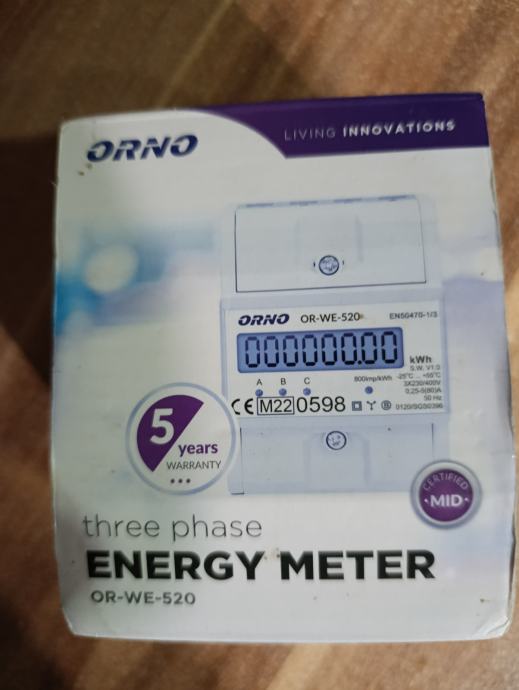 ORNO
LIVING INNOVATIONS
ORNO OR-WE-520 EN50470-1/3
000000.00 kWh
S.W. V1.0
A B C 800imp/kWh -25°C ... +55°C
3X230/400V
0,25-5(80)A
50 Hz
CE M22 0598 0120/SGS0396
5
years
WARRANTY
CERTIFIED
MID
three phase
ENERGY METER
OR-WE-520